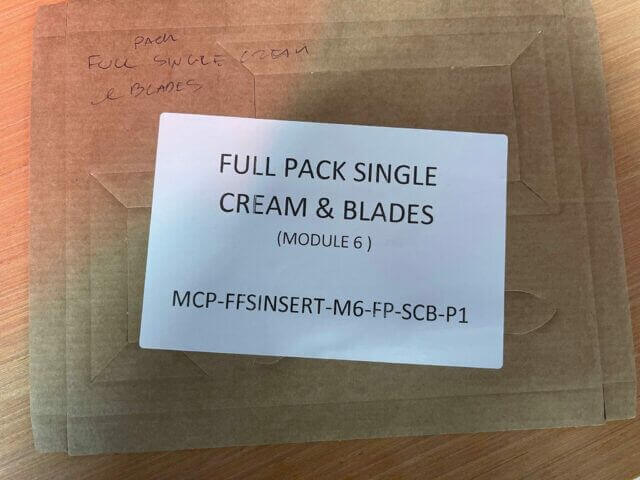 PACK
FULL SINGLE CREAM
& BLADES
FULL PACK SINGLE
CREAM & BLADES
(MODULE 6 )
MCP-FFSINSERT-M6-FP-SCB-P1